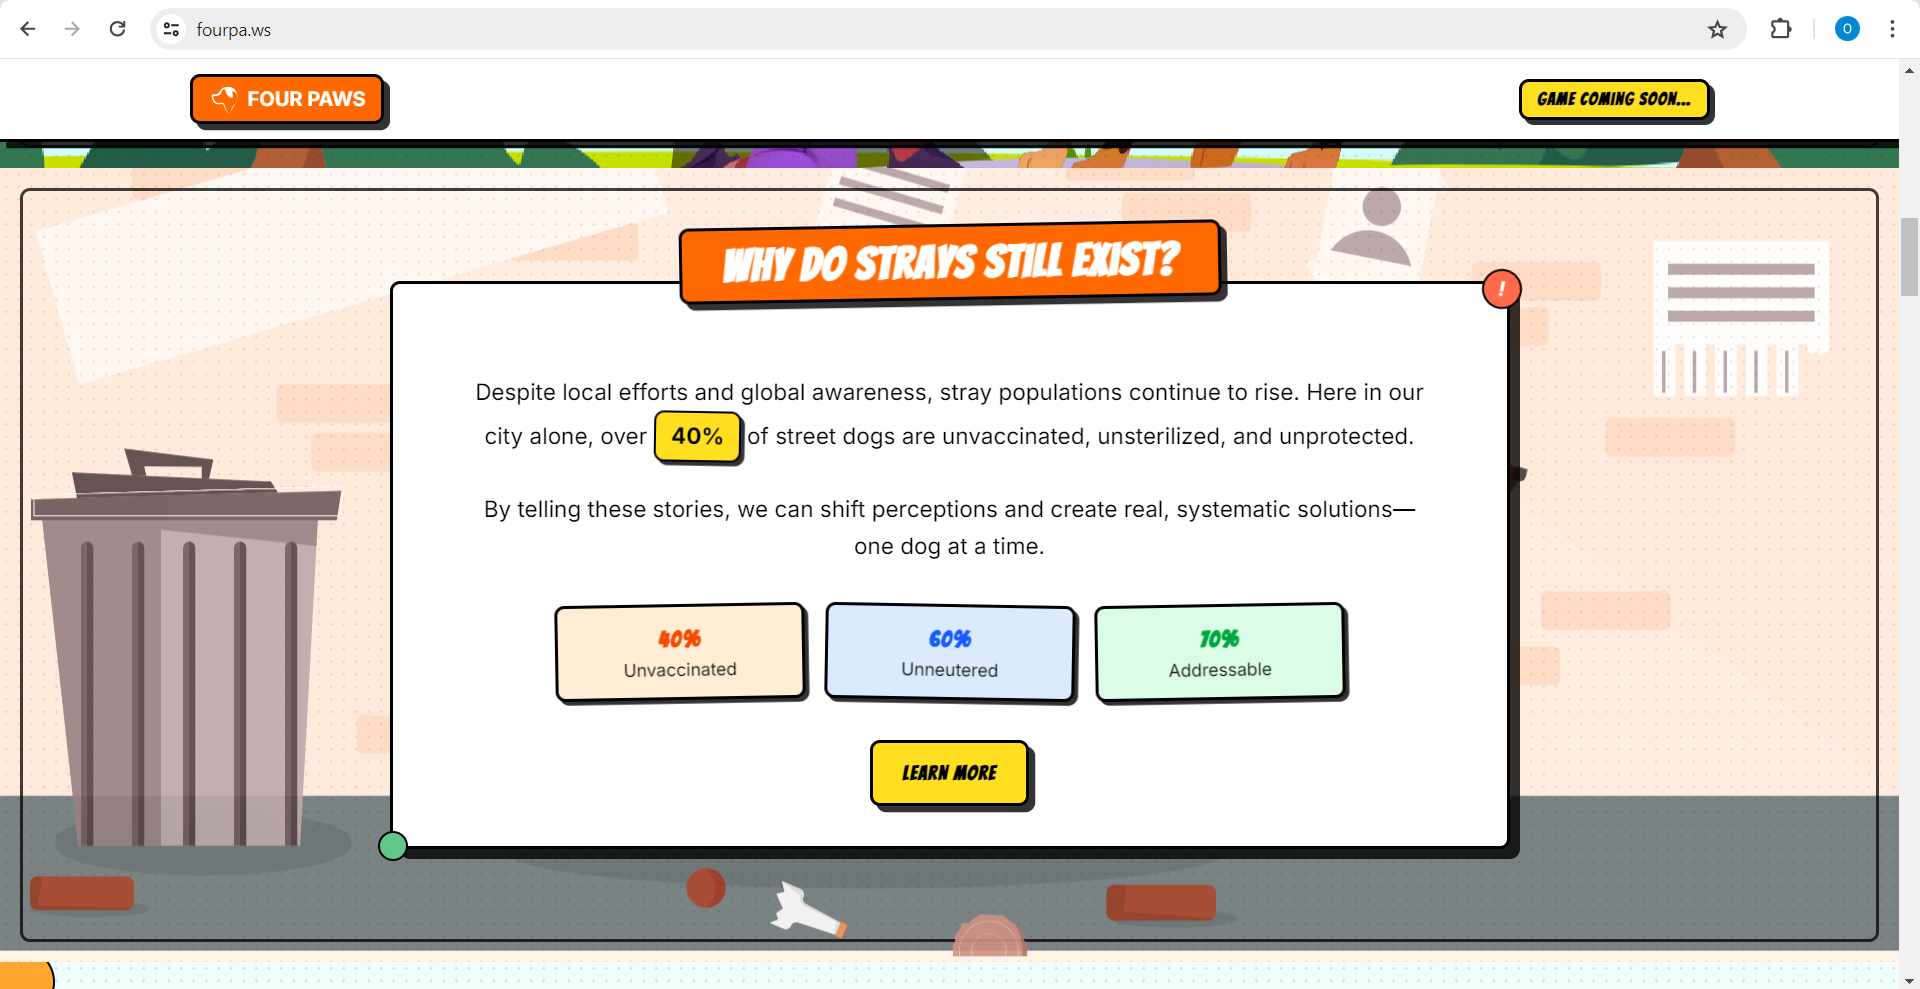 fourpa.ws
O
FOUR PAWS
GAME COMING SOON...
WHY DO STRAYS STILL EXIST?
!
Despite local efforts and global awareness, stray populations continue to rise. Here in our
city alone, over 40% of street dogs are unvaccinated, unsterilized, and unprotected.
By telling these stories, we can shift perceptions and create real, systematic solutions—
one dog at a time.
40%
Unvaccinated
60%
Unneutered
70%
Addressable
LEARN MORE